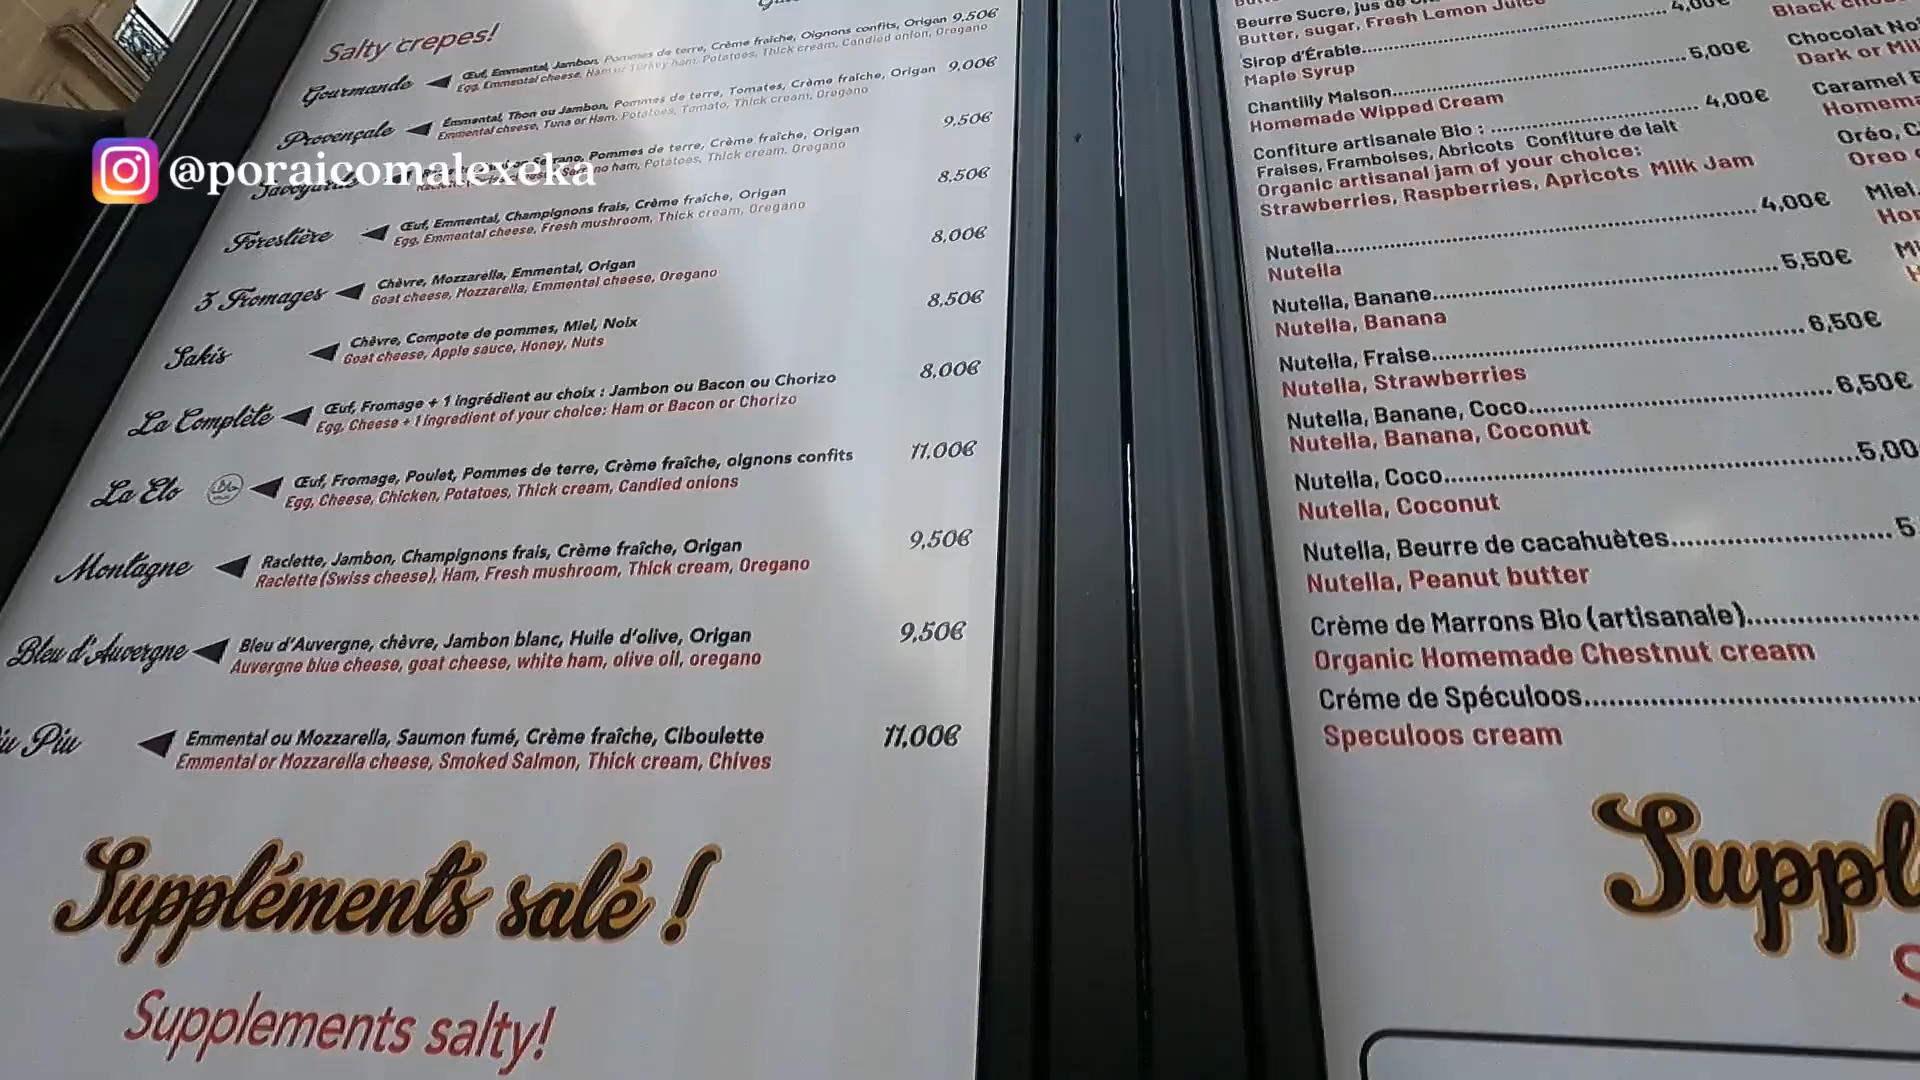 Salty crepes!
Gourmande Œuf, Emmental, Jambon, Pommes de terre, Crème fraîche, Oignons confits, Origan 9,50€
Egg, Emmental cheese, Ham or Turkey ham, Potatoes, Thick cream, Candied onion, Oregano
Provençale Emmental, Thon ou Jambon, Pommes de terre, Tomates, Crème fraîche, Origan 9,00€
Emmental cheese, Tuna or Ham, Potatoes, Tomato, Thick cream, Oregano
@poraicomalexeka
Pommes de terre, Crème fraîche, Origan 9,50€
ham, Potatoes, Thick cream, Oregano
Forestière Œuf, Emmental, Champignons frais, Crème fraîche, Origan 8,50€
Egg, Emmental cheese, Fresh mushroom, Thick cream, Oregano
3 Fromages Chèvre, Mozzarella, Emmental, Origan 8,00€
Goat cheese, Mozzarella, Emmental cheese, Oregano
Sakis Chèvre, Compote de pommes, Miel, Noix 8,50€
Goat cheese, Apple sauce, Honey, Nuts
La Complète Œuf, Fromage + 1 ingrédient au choix : Jambon ou Bacon ou Chorizo 8,00€
Egg, Cheese + 1 ingredient of your choice: Ham or Bacon or Chorizo
La Elo Œuf, Fromage, Poulet, Pommes de terre, Crème fraîche, oignons confits 11,00€
Egg, Cheese, Chicken, Potatoes, Thick cream, Candied onions
Montagne Raclette, Jambon, Champignons frais, Crème fraîche, Origan 9,50€
Raclette (Swiss cheese), Ham, Fresh mushroom, Thick cream, Oregano
Bleu d'Auvergne Bleu d'Auvergne, chèvre, Jambon blanc, Huile d'olive, Origan 9,50€
Auvergne blue cheese, goat cheese, white ham, olive oil, oregano
Piu Emmental ou Mozzarella, Saumon fumé, Crème fraîche, Ciboulette 11,00€
Emmental or Mozzarella cheese, Smoked Salmon, Thick cream, Chives
Suppléments salé !
Supplements salty!
Beurre Sucre, jus de
Butter, sugar, Fresh Lemon Juice
Sirop d'Érable 4,00€
Maple Syrup
Chantilly Maison 5,00€
Homemade Wipped Cream
Confiture artisanale Bio : 4,00€
Fraises, Framboises, Abricots Confiture de lait
Organic artisanal jam of your choice:
Strawberries, Raspberries, Apricots Milk Jam
Nutella 4,00€
Nutella
Nutella, Banane 5,50€
Nutella, Banana
Nutella, Fraise 6,50€
Nutella, Strawberries
Nutella, Banane, Coco 6,50€
Nutella, Banana, Coconut
Nutella, Coco 5,00
Nutella, Coconut
Nutella, Beurre de cacahuètes 5
Nutella, Peanut butter
Crème de Marrons Bio (artisanale)
Organic Homemade Chestnut cream
Créme de Spéculoos
Speculoos cream
Suppl
S
Black
Chocolat No
Dark or Mil
Caramel
Homema
Oréo, C
Oreo
Miel,
Hon